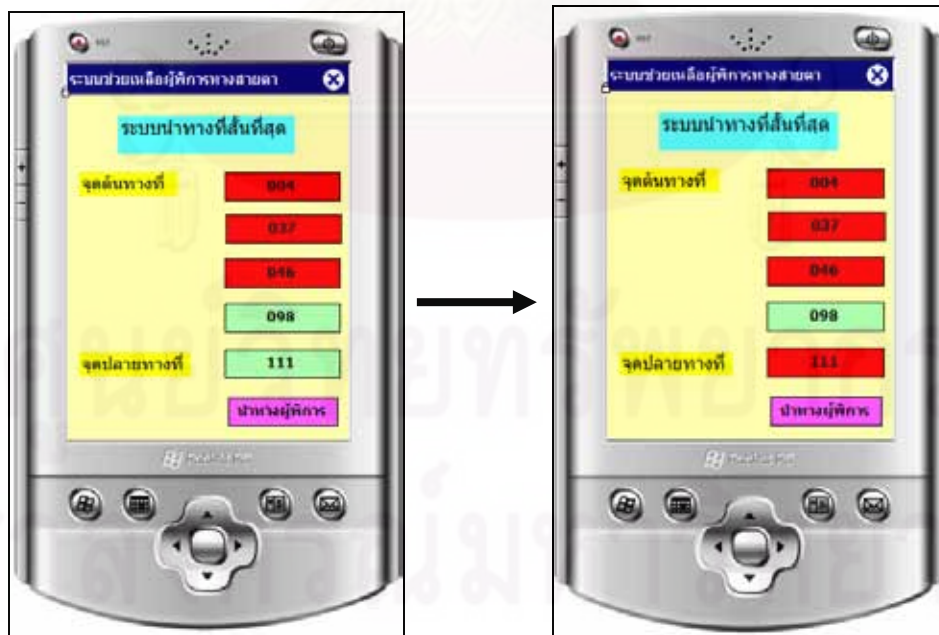 ระบบช่วยเหลือผู้พิการทางสายตา
ระบบนำทางที่สั้นที่สุด
จุดต้นทางที่
004
037
046
098
จุดปลายทางที่
111
นำทางผู้พิการ
ระบบช่วยเหลือผู้พิการทางสายตา
ระบบนำทางที่สั้นที่สุด
จุดต้นทางที่
004
037
046
098
จุดปลายทางที่
111
นำทางผู้พิการ